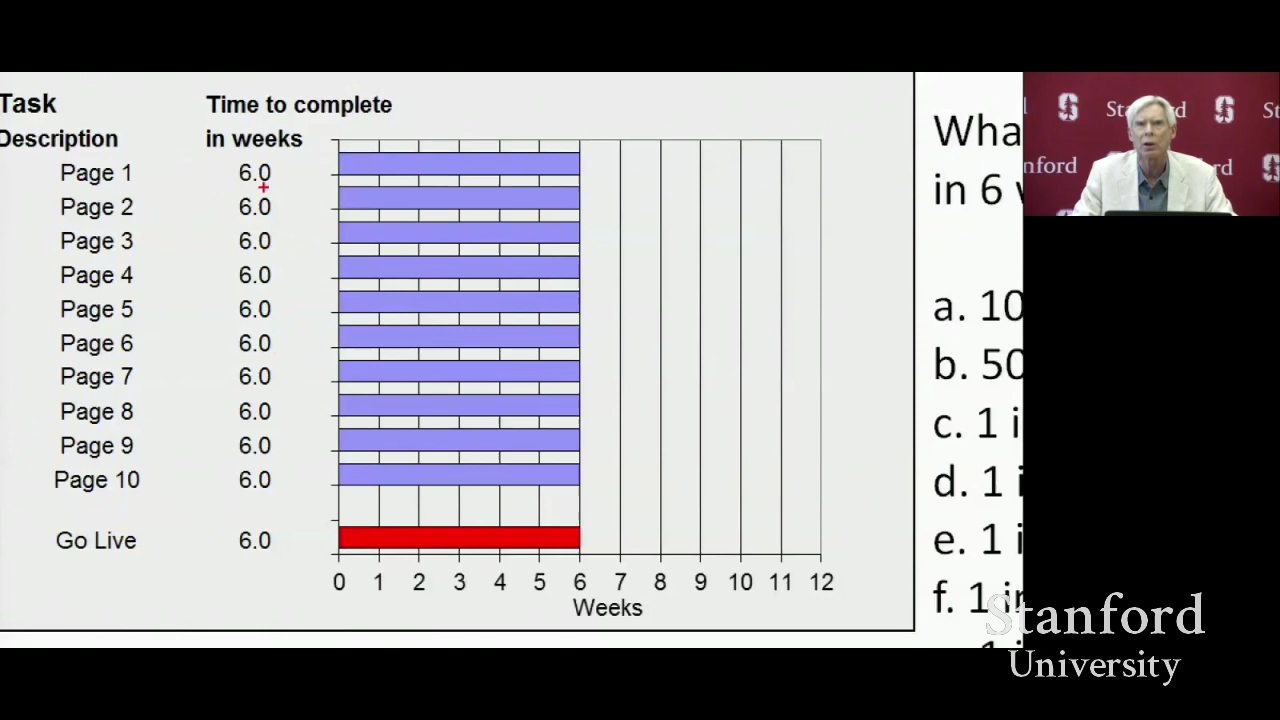 Task Time to complete
Description in weeks
Page 1 6.0
Page 2 6.0
Page 3 6.0
Page 4 6.0
Page 5 6.0
Page 6 6.0
Page 7 6.0
Page 8 6.0
Page 9 6.0
Page 10 6.0
Go Live 6.0
0 1 2 3 4 5 6 7 8 9 10 11 12
Weeks
in 6
a. 10
b. 50
c. 1
d. 1
e. 1
f. 1
Stanford
University